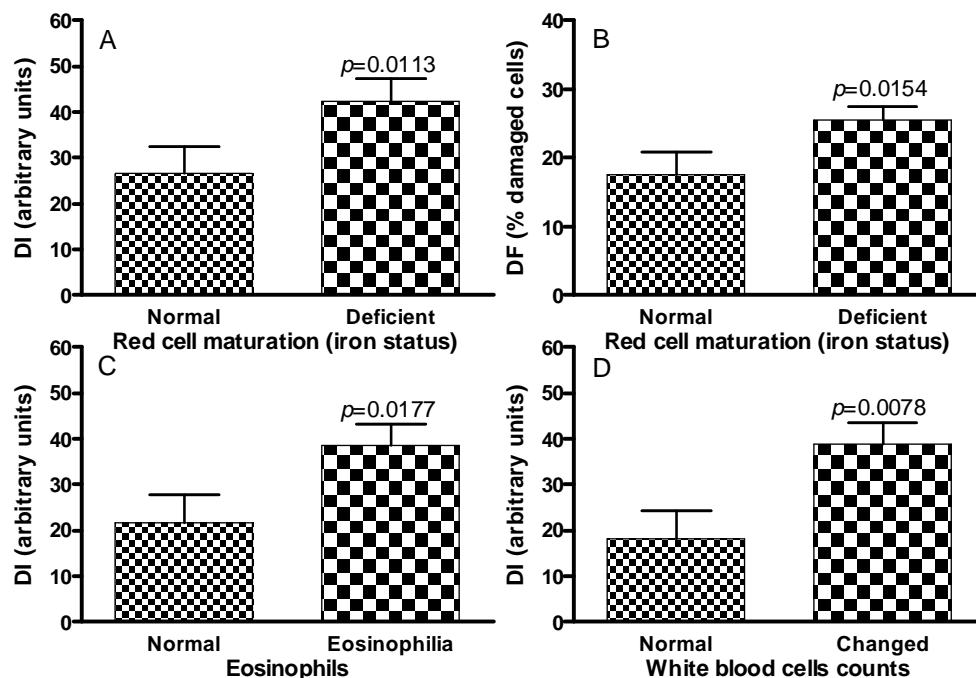 A
DI (arbitrary units)
60
50
40
30
20
10
0
p=0.0113
Normal
Deficient
Red cell maturation (iron status)
B
DF (% damaged cells)
40
30
20
10
0
p=0.0154
Normal
Deficient
Red cell maturation (iron status)
C
DI (arbitrary units)
60
50
40
30
20
10
0
p=0.0177
Normal
Eosinophilia
Eosinophils
D
DI (arbitrary units)
60
50
40
30
20
10
0
p=0.0078
Normal
Changed
White blood cells counts